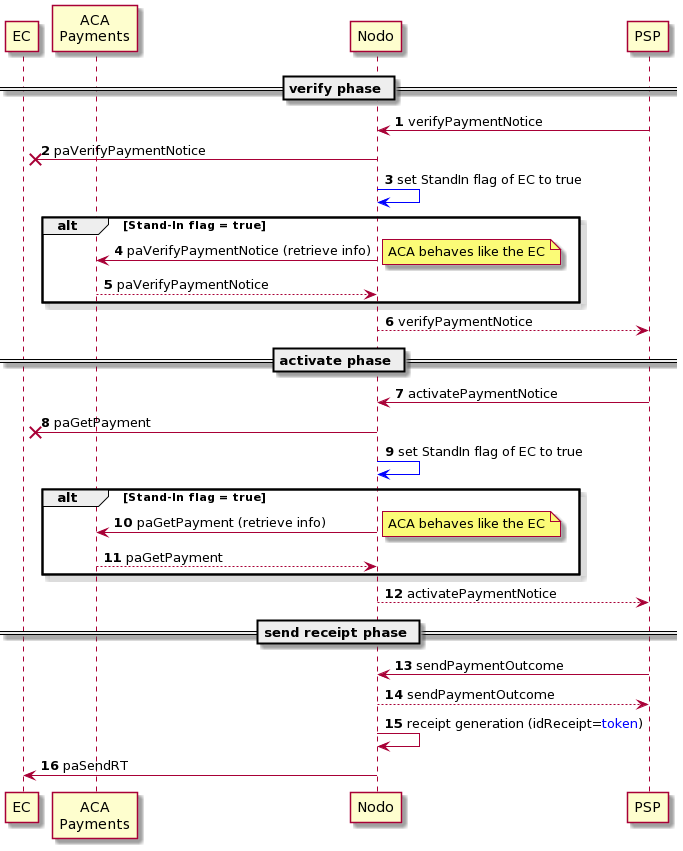 EC
ACA
Payments
Nodo
PSP
verify phase
1 verifyPaymentNotice
2 paVerifyPaymentNotice
3 set StandIn flag of EC to true
alt [Stand-In flag = true]
4 paVerifyPaymentNotice (retrieve info)
ACA behaves like the EC
5 paVerifyPaymentNotice
6 verifyPaymentNotice
activate phase
7 activatePaymentNotice
8 paGetPayment
9 set StandIn flag of EC to true
alt [Stand-In flag = true]
10 paGetPayment (retrieve info)
ACA behaves like the EC
11 paGetPayment
12 activatePaymentNotice
send receipt phase
13 sendPaymentOutcome
14 sendPaymentOutcome
15 receipt generation (idReceipt=token)
16 paSendRT
EC
ACA
Payments
Nodo
PSP